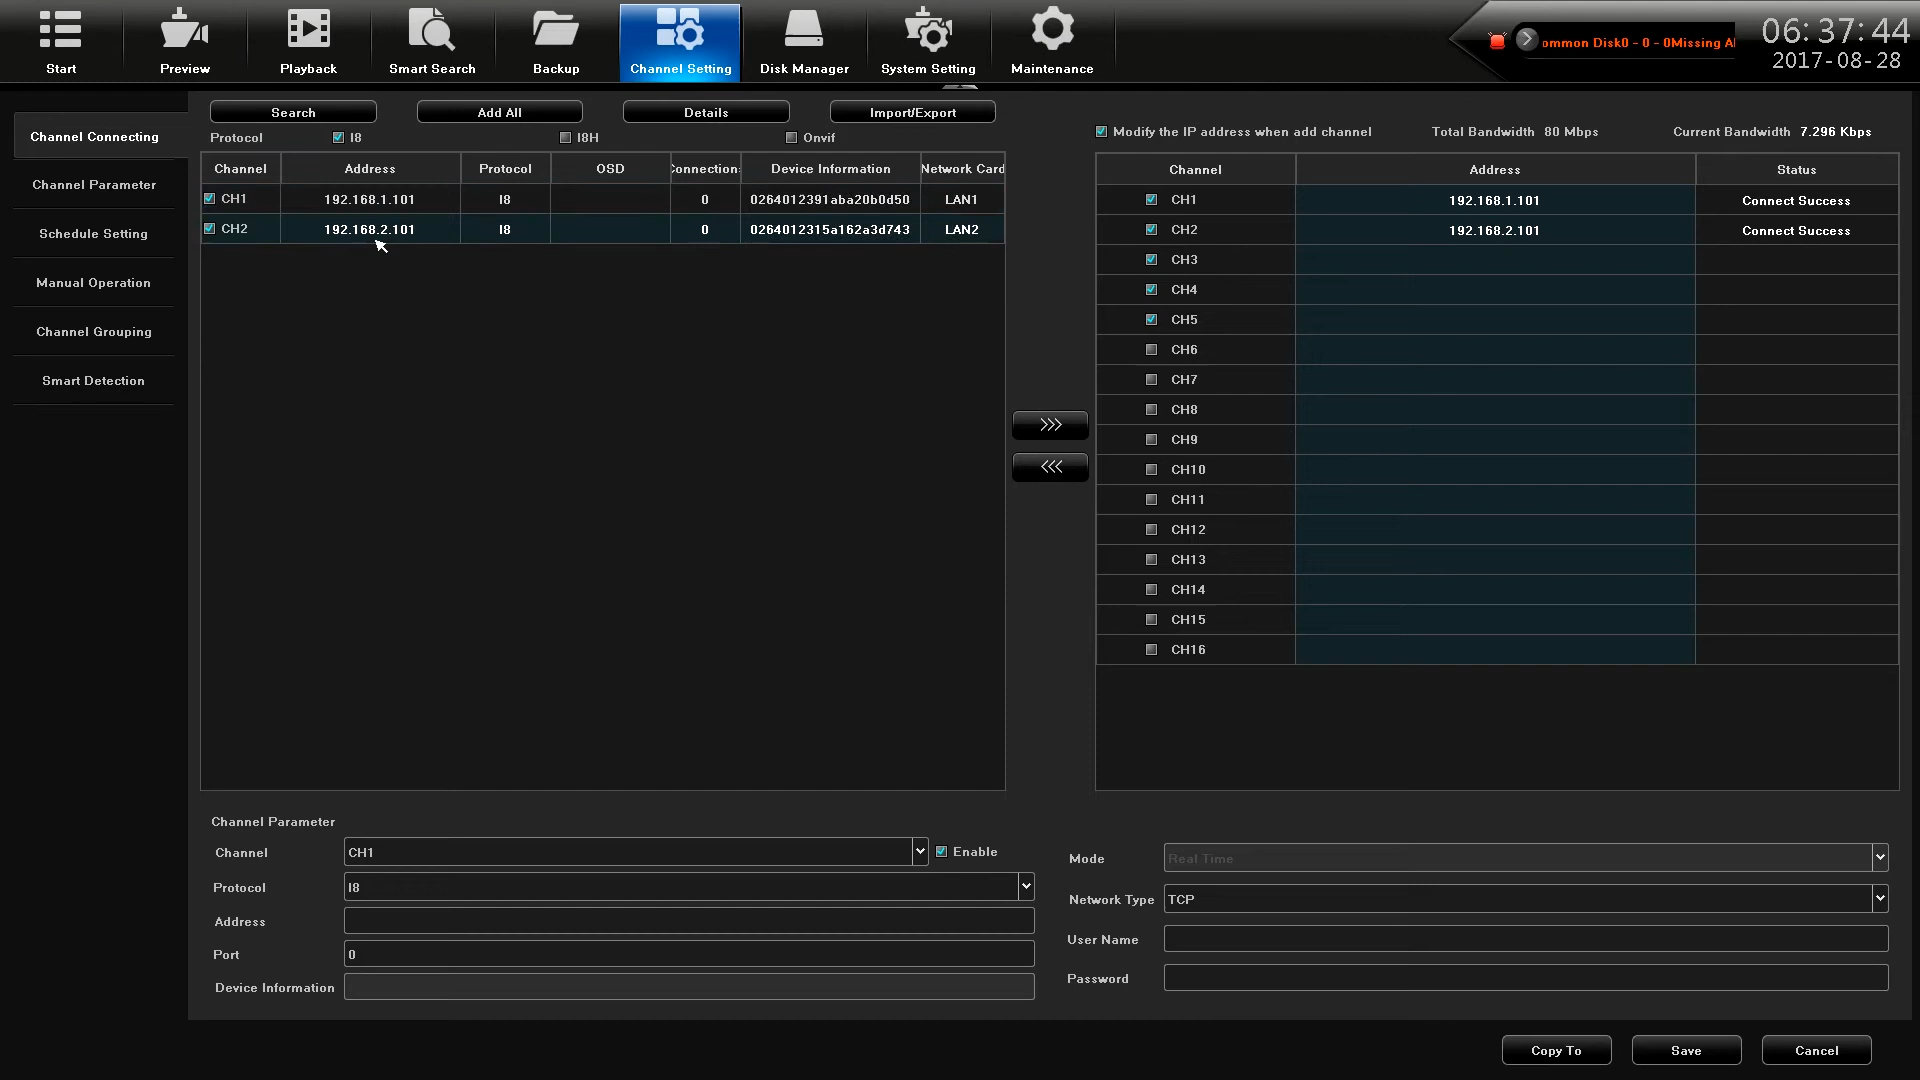 Start Preview Playback Smart Search Backup Channel Setting Disk Manager System Setting Maintenance
ommon Disk0 - 0 - 0Missing Al
06:37:44
2017-08-28
Channel Connecting
Channel Parameter
Schedule Setting
Manual Operation
Channel Grouping
Smart Detection
Search Add All Details Import/Export
Protocol I8 I8H Onvif
Channel Address Protocol OSD Connection: Device Information Network Card
CH1 192.168.1.101 I8 0 0264012391aba20b0d50 LAN1
CH2 192.168.2.101 I8 0 0264012315a162a3d743 LAN2
>>>
<<<
Modify the IP address when add channel Total Bandwidth 80 Mbps Current Bandwidth 7.296 Kbps
Channel Address Status
CH1 192.168.1.101 Connect Success
CH2 192.168.2.101 Connect Success
CH3
CH4
CH5
CH6
CH7
CH8
CH9
CH10
CH11
CH12
CH13
CH14
CH15
CH16
Channel Parameter
Channel CH1 Enable
Protocol I8
Address
Port 0
Device Information
Mode Real Time
Network Type TCP
User Name
Password
Copy To Save Cancel